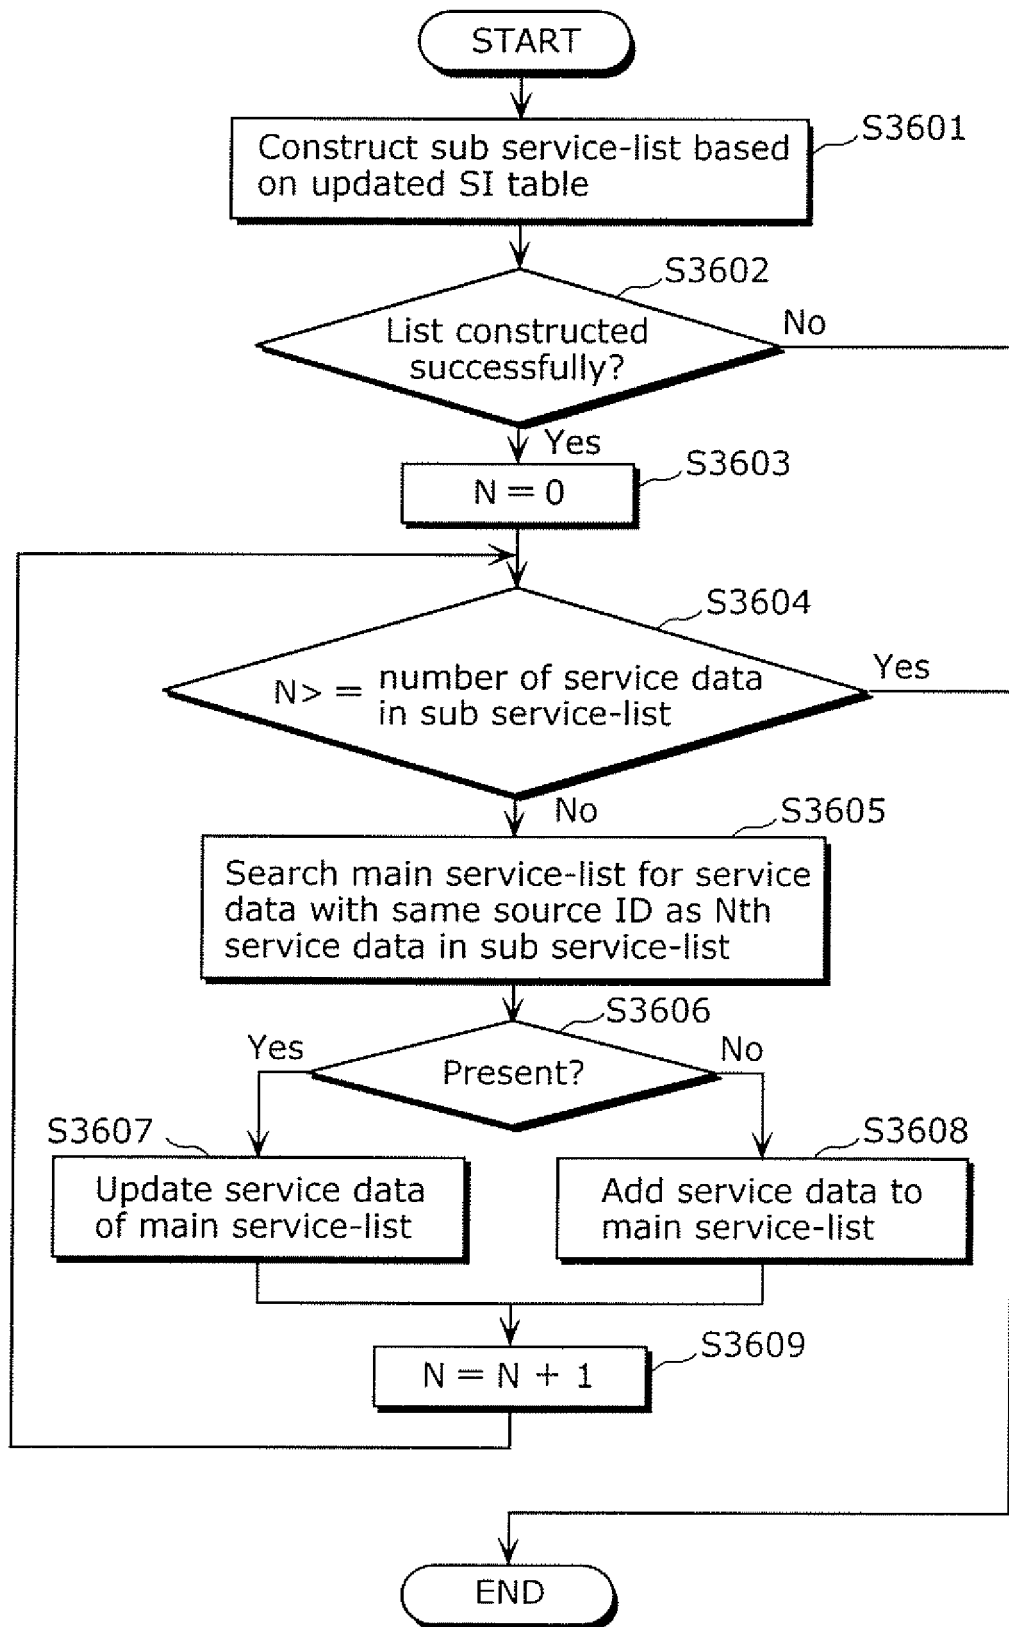 START
S3601
Construct sub service-list based
on updated SI table
S3602
List constructed
successfully?
No
Yes
S3603
N = 0
S3604
N> = number of service data
in sub service-list
Yes
No
S3605
Search main service-list for service
data with same source ID as Nth
service data in sub service-list
S3606
Yes
Present?
No
S3607
Update service data
of main service-list
S3608
Add service data to
main service-list
S3609
N = N + 1
END